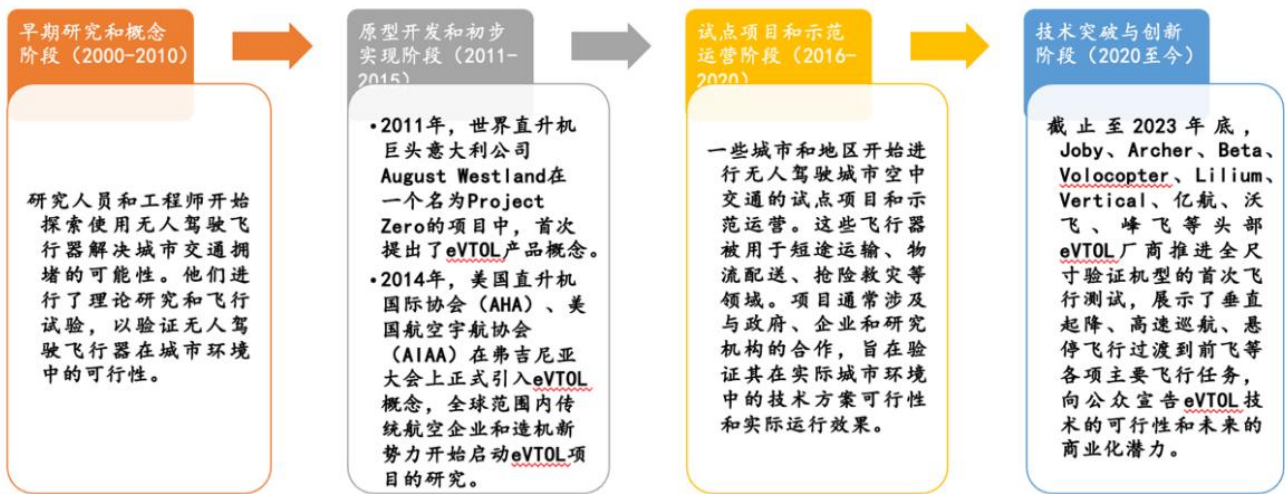 早期研究和概念
阶段（2000-2010）
研究人员和工程师开始
探索使用无人驾驶飞
行器解决城市交通拥
堵的可能性。他们进
行了理论研究和飞行
试验，以验证无人驾
驶飞行器在城市环境
中的可行性。
原型开发和初步
实现阶段（2011-
2015）
•2011年，世界直升机
巨头意大利公司
August Westland在
一个名为Project
Zero的项目中，首次
提出了eVTOL产品概念。
•2014年，美国直升机
国际协会（AHA）、美
国航空宇航协会
（AIAA）在弗吉尼亚
大会上正式引入eVTOL
概念，全球范围内传
统航空企业和造机新
势力开始启动eVTOL项
目的研究。
试点项目和示范
运营阶段（2016-
2020）
一些城市和地区开始进
行无人驾驶城市空中
交通的试点项目和示
范运营。这些飞行器
被用于短途运输、物
流配送、抢险救灾等
领域。项目通常涉及
与政府、企业和研究
机构的合作，旨在验
证其在实际城市环境
中的技术方案可行性
和实际运行效果。
技术突破与创新
阶段（2020至今）
截止至2023年底，
Joby、Archer、Beta、
Volocopter、Lilium、
Vertical、亿航、沃
飞、峰飞等头部
eVTOL厂商推进全尺
寸验证机型的首次飞
行测试，展示了垂直
起降、高速巡航、悬
停飞行过渡到前飞等
各项主要飞行任务，
向公众宣告eVTOL技
术的可行性和未来的
商业化潜力。